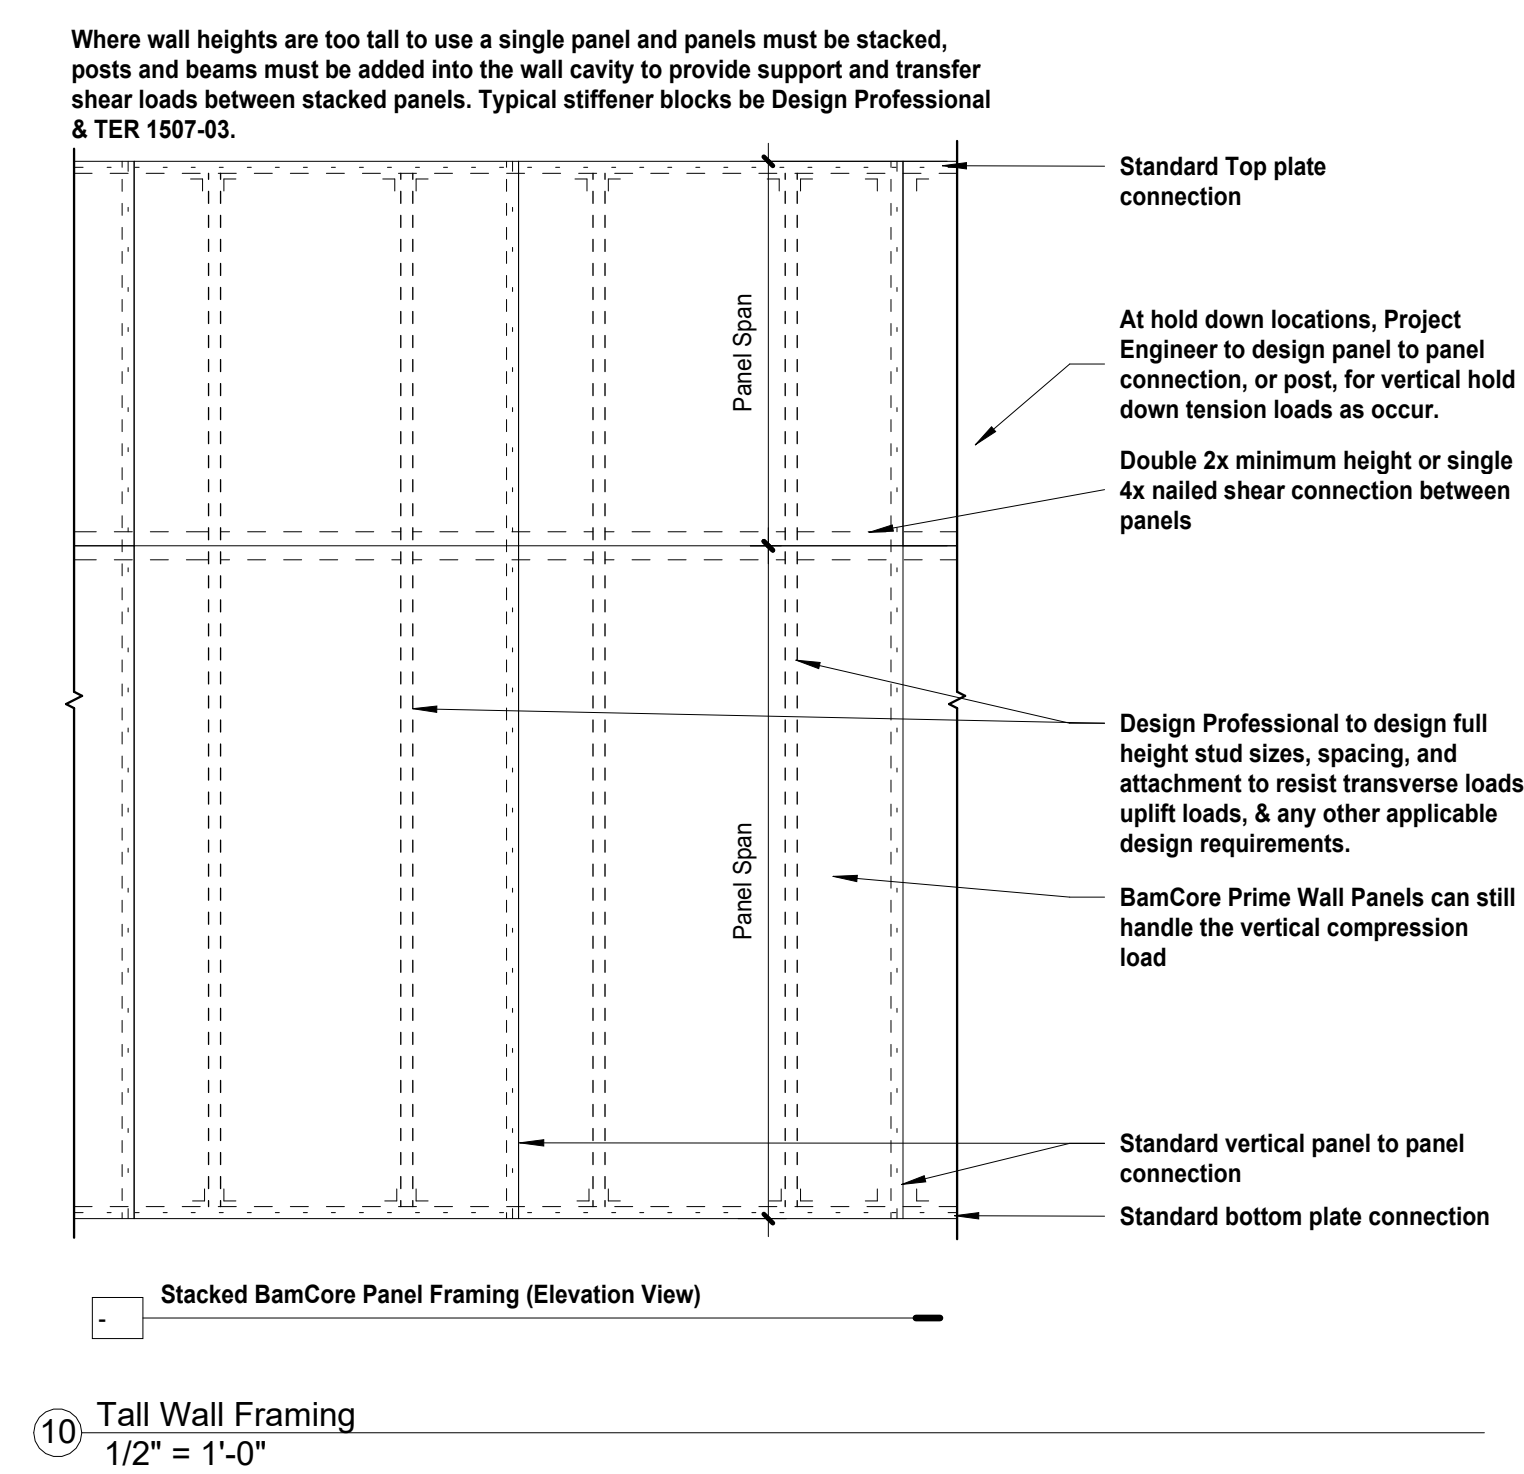 Where wall heights are too tall to use a single panel and panels must be stacked,
posts and beams must be added into the wall cavity to provide support and transfer
shear loads between stacked panels. Typical stiffener blocks be Design Professional
& TER 1507-03.
Standard Top plate
connection
At hold down locations, Project
Engineer to design panel to panel
connection, or post, for vertical hold
down tension loads as occur.
Panel Span
Double 2x minimum height or single
4x nailed shear connection between
panels
Design Professional to design full
height stud sizes, spacing, and
attachment to resist transverse loads
uplift loads, & any other applicable
design requirements.
Panel Span
BamCore Prime Wall Panels can still
handle the vertical compression
load
Standard vertical panel to panel
connection
Standard bottom plate connection
Stacked BamCore Panel Framing (Elevation View)
-
10
Tall Wall Framing
1/2" = 1'-0"